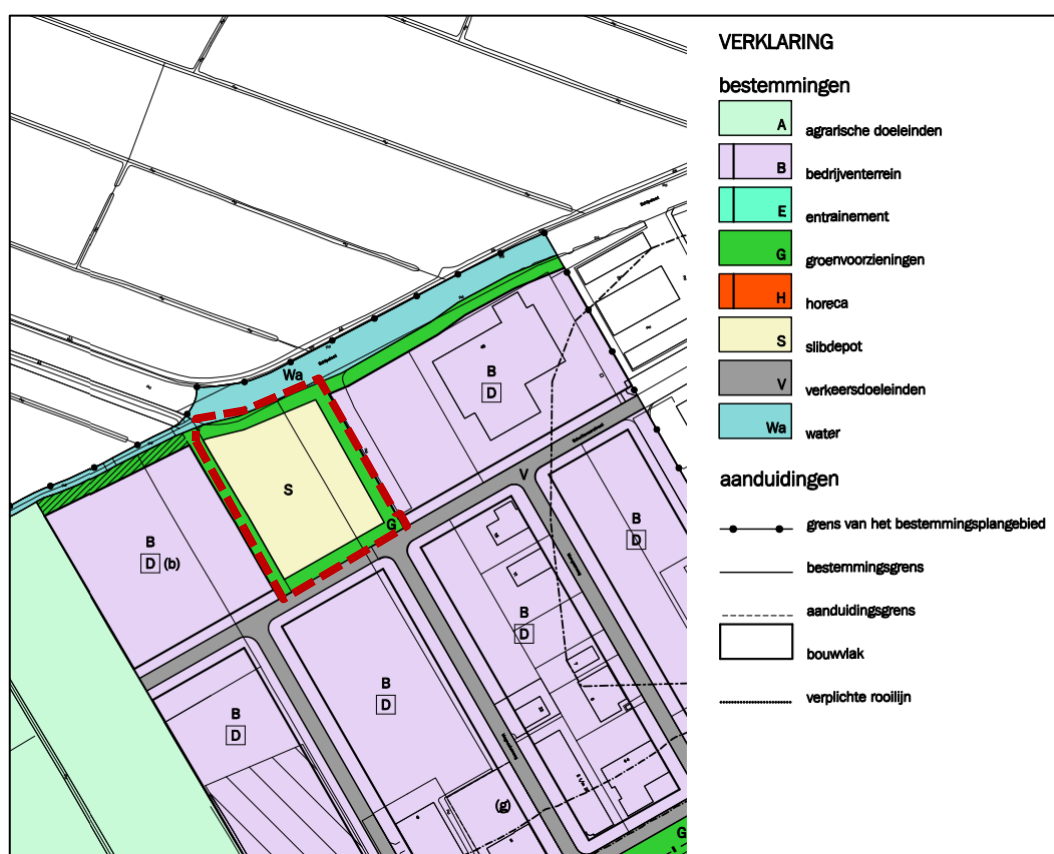 VERKLARING
bestemmingen
A agrarische doeleinden
B bedrijventerrein
E entrainement
G groenvoorzieningen
H horeca
S slibdepot
V verkeersdoeleinden
Wa water
aanduidingen
grens van het bestemmingsplangebied
bestemmingsgrens
aanduidingsgrens
bouwvlak
verplichte rooilijn
Wa
B
D
V
S
G
B
D (b)
B
D
B
D
B
D
B
D
(g)
G